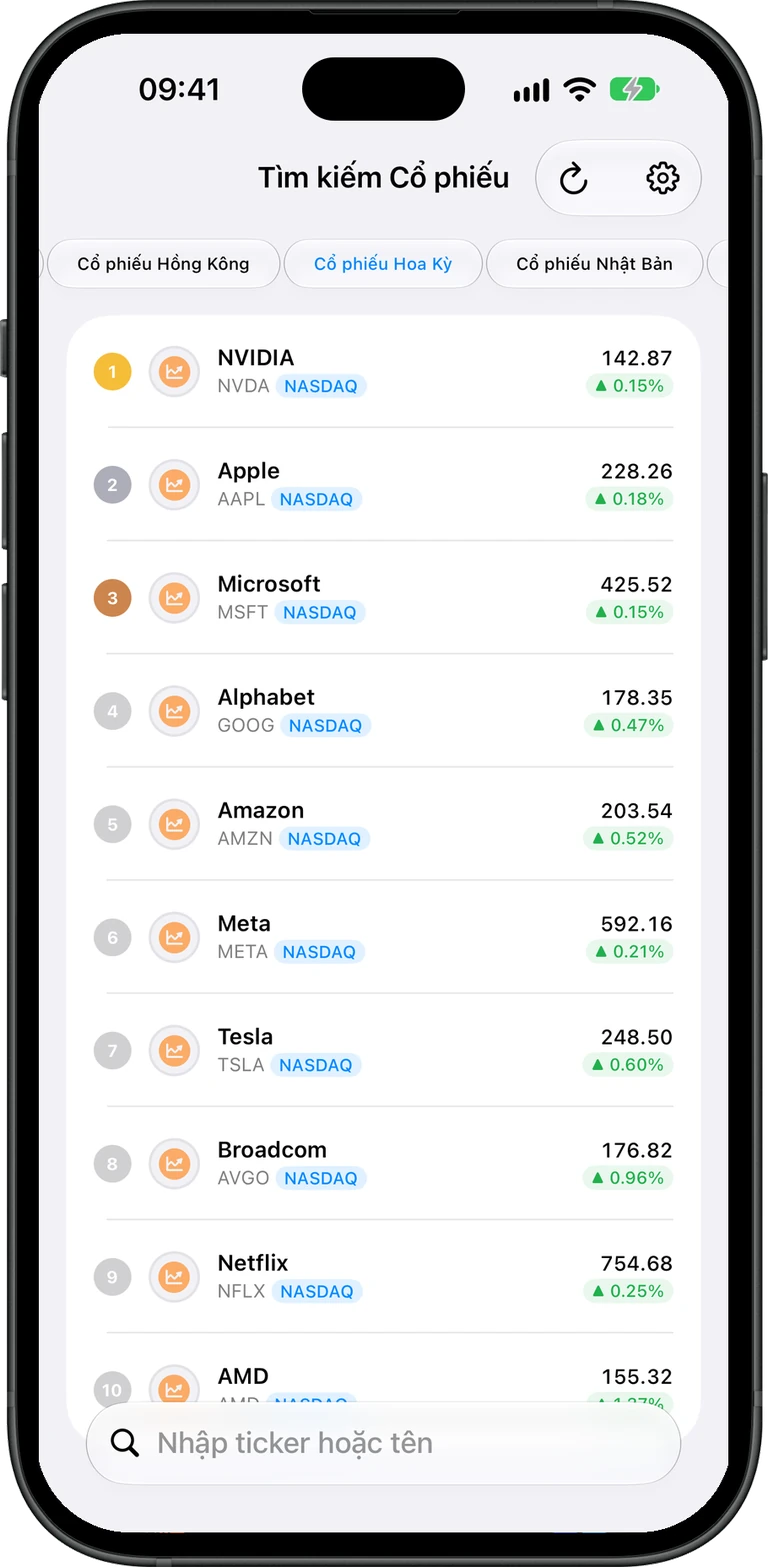 09:41
Tìm kiếm Cổ phiếu
Cổ phiếu Hồng Kông
Cổ phiếu Hoa Kỳ
Cổ phiếu Nhật Bản
1
NVIDIA
142.87
NVDA NASDAQ
▲ 0.15%
2
Apple
228.26
AAPL NASDAQ
▲ 0.18%
3
Microsoft
425.52
MSFT NASDAQ
▲ 0.15%
4
Alphabet
178.35
GOOG NASDAQ
▲ 0.47%
5
Amazon
203.54
AMZN NASDAQ
▲ 0.52%
6
Meta
592.16
META NASDAQ
▲ 0.21%
7
Tesla
248.50
TSLA NASDAQ
▲ 0.60%
8
Broadcom
176.82
AVGO NASDAQ
▲ 0.96%
9
Netflix
754.68
NFLX NASDAQ
▲ 0.25%
10
AMD
155.32
AMD NASDAQ
Nhập ticker hoặc tên